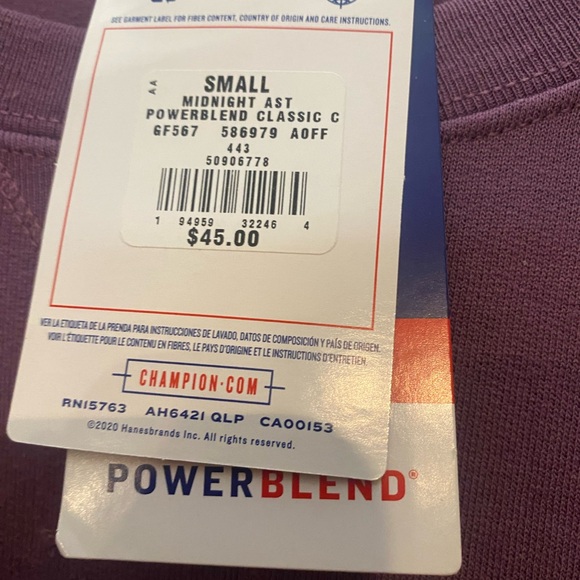 SEE GARMENT LABEL FOR FIBER CONTENT, COUNTRY OF ORIGIN AND CARE INSTRUCTIONS.
AA
SMALL
MIDNIGHT AST
POWERBLEND CLASSIC C
GF567 586979 A0FF
443
50906778
1 94959 32246 4
$45.00
VER LA ETIQUETA DE LA PRENDA PARA INSTRUCCIONES DE LAVADO, DATOS DE COMPOSICIÓN Y PAÍS DE ORIGEN.
VOIR L'ÉTIQUETTE POUR LE CONTENU EN FIBRES, LE PAYS D'ORIGINE ET LE INSTRUCTIONS D'ENTRETIEN.
CHAMPION·COM
RN15763 AH6421 QLP CA00153
©2020 Hanesbrands Inc. All rights reserved.
POWERBLEND®